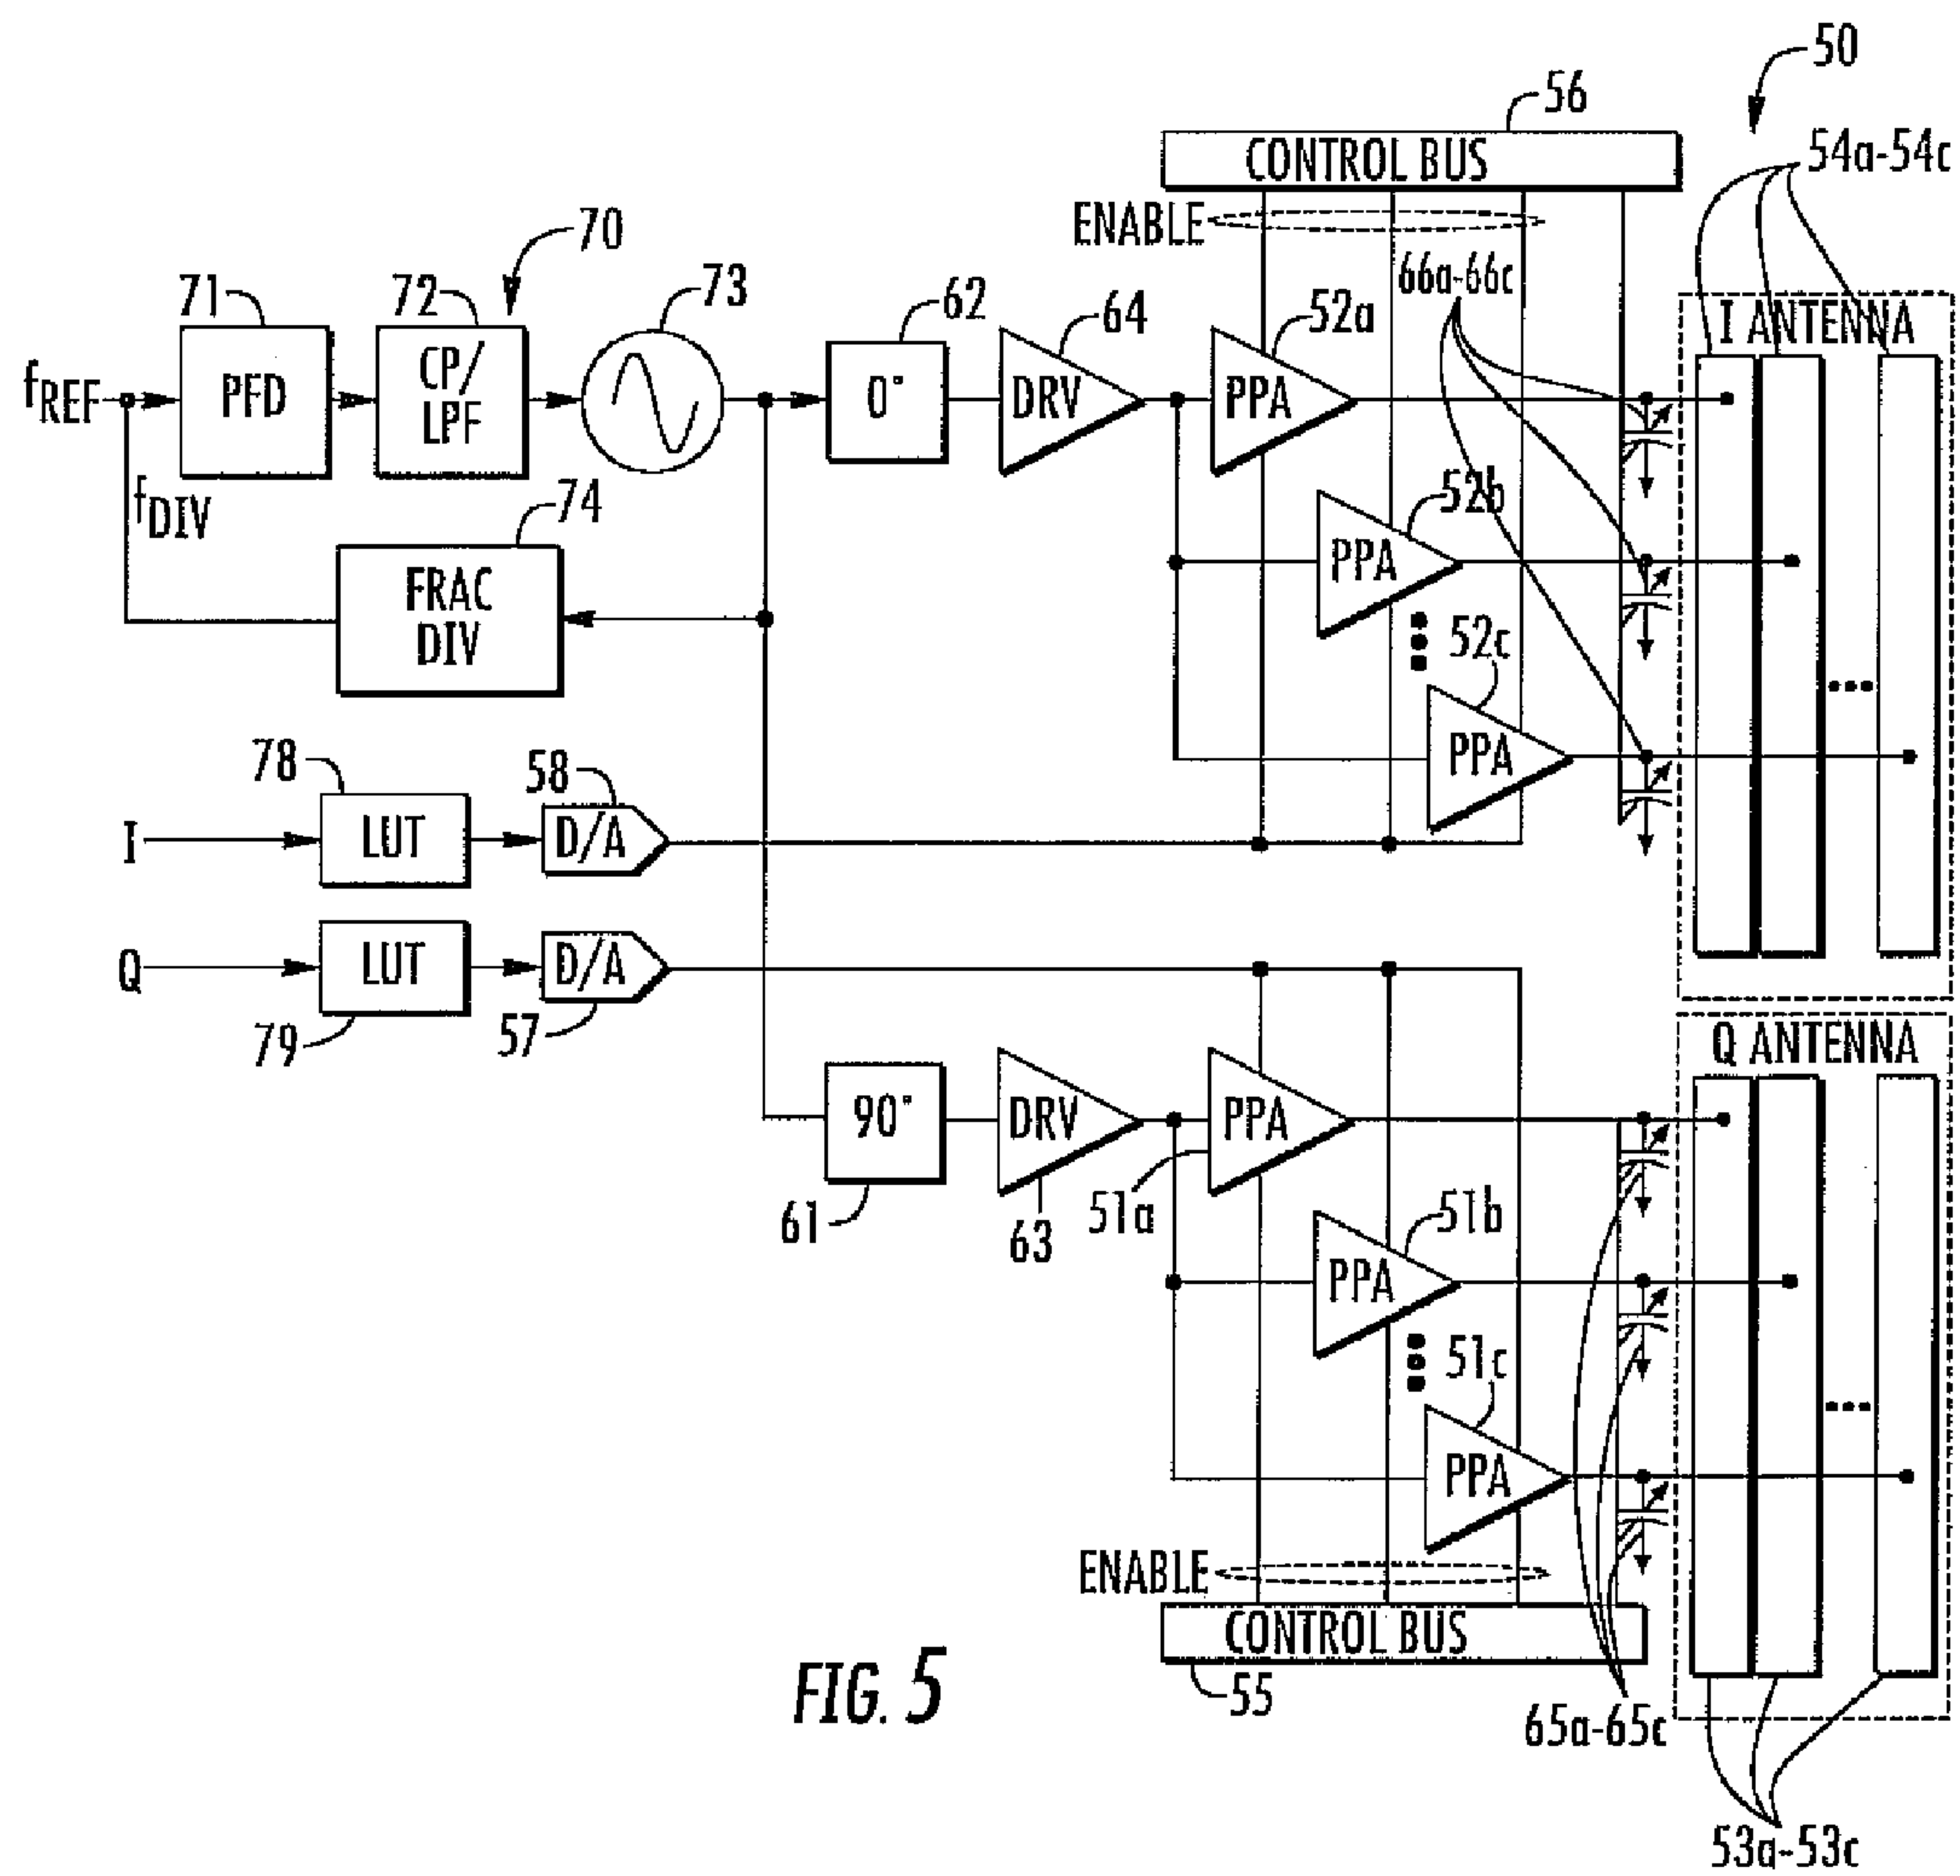 50
56
CONTROL BUS
54a-54c
ENABLE
70
66a-66c
71
72
73
62
64
52a
I ANTENNA
fREF
PFD
CP/
LPF
0°
DRV
PPA
fDIV
74
52b
FRAC
DIV
PPA
52c
PPA
78
58
I
LUT
D/A
Q
LUT
D/A
79
57
Q ANTENNA
90°
DRV
PPA
61
63
51a
51b
PPA
51c
PPA
ENABLE
CONTROL BUS
55
65a-65c
FIG. 5
53a-53c